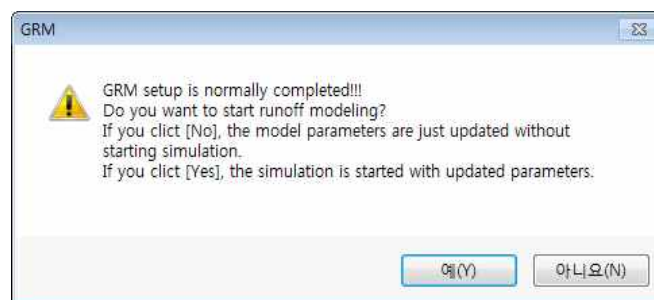 GRM
GRM setup is normally completed!!!
Do you want to start runoff modeling?
If you clict [No], the model parameters are just updated without
starting simulation.
If you clict [Yes], the simulation is started with updated parameters.
예(Y)
아니요(N)